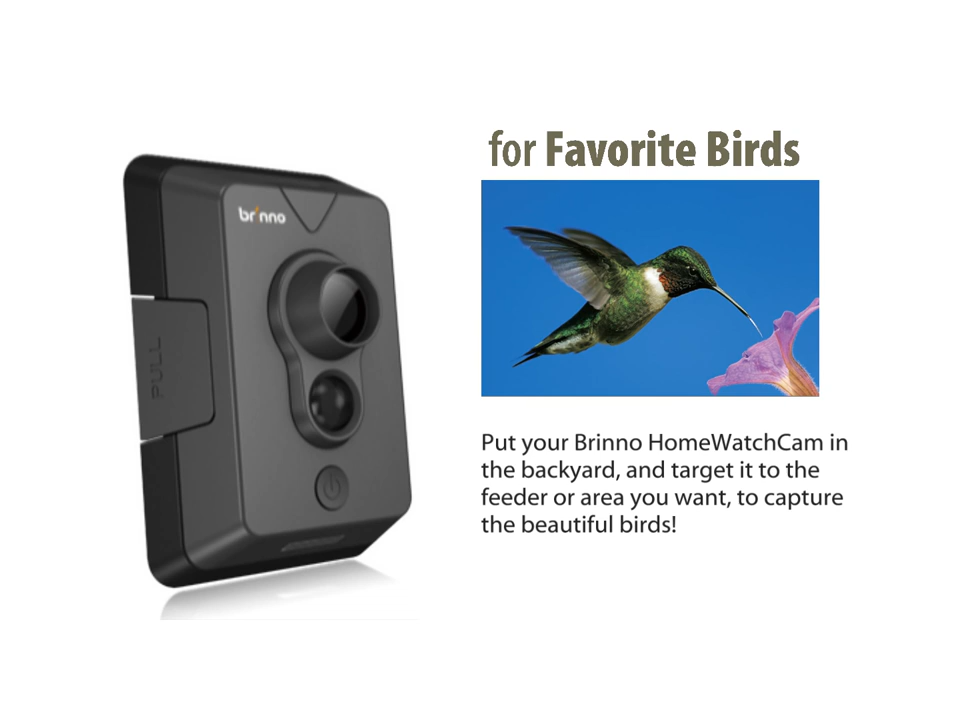 for Favorite Birds
brinno
PULL
Put your Brinno HomeWatchCam in
the backyard, and target it to the
feeder or area you want, to capture
the beautiful birds!